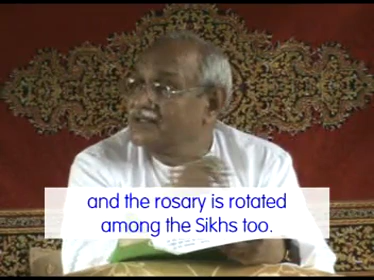 and the rosary is rotated
among the Sikhs too.